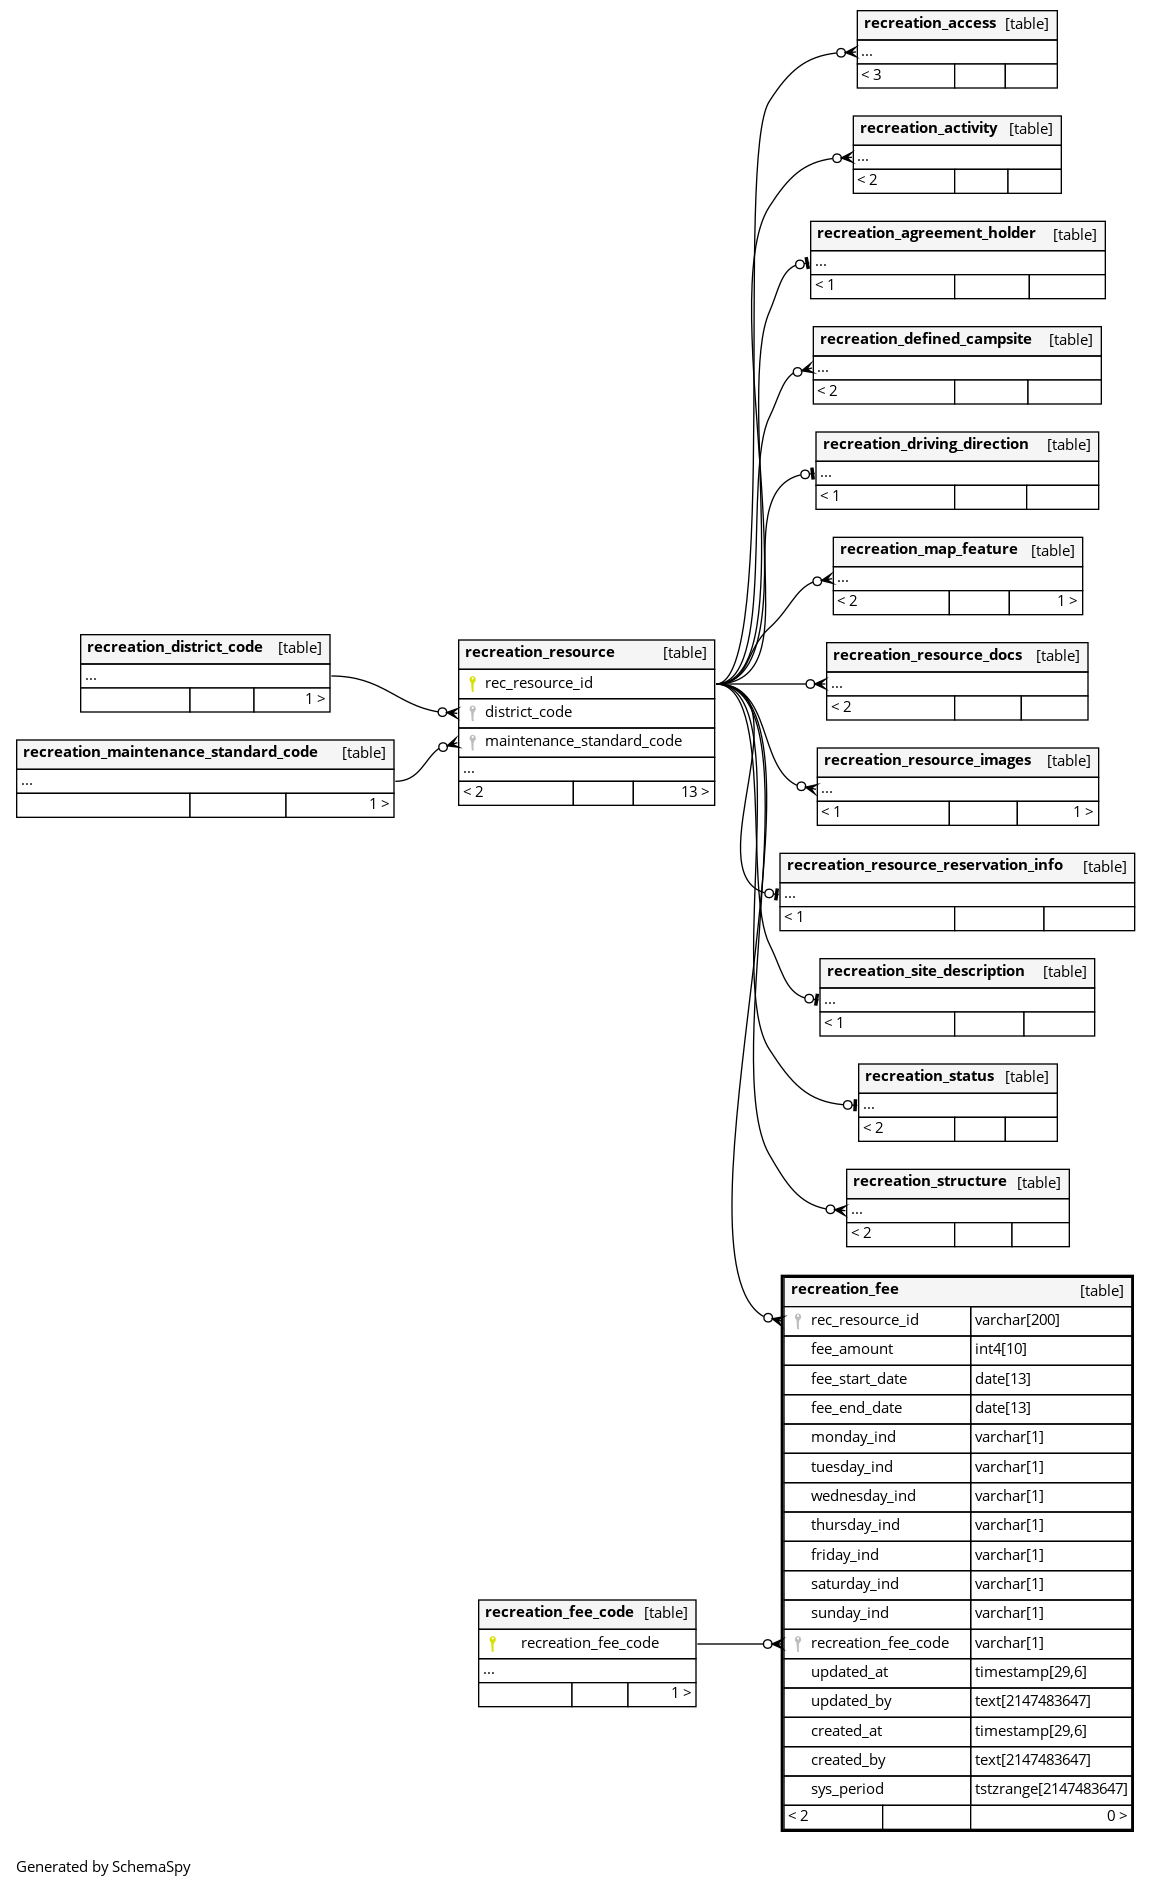 recreation_access [table]
...
< 3
recreation_activity [table]
...
< 2
recreation_agreement_holder [table]
...
< 1
recreation_defined_campsite [table]
...
< 2
recreation_driving_direction [table]
...
< 1
recreation_map_feature [table]
...
< 2 1 >
recreation_district_code [table]
...
1 >
recreation_maintenance_standard_code [table]
...
1 >
recreation_resource [table]
rec_resource_id
district_code
maintenance_standard_code
...
< 2 13 >
recreation_resource_docs [table]
...
< 2
recreation_resource_images [table]
...
< 1 1 >
recreation_resource_reservation_info [table]
...
< 1
recreation_site_description [table]
...
< 1
recreation_status [table]
...
< 2
recreation_structure [table]
...
< 2
recreation_fee [table]
rec_resource_id varchar[200]
fee_amount int4[10]
fee_start_date date[13]
fee_end_date date[13]
monday_ind varchar[1]
tuesday_ind varchar[1]
wednesday_ind varchar[1]
thursday_ind varchar[1]
friday_ind varchar[1]
saturday_ind varchar[1]
sunday_ind varchar[1]
recreation_fee_code varchar[1]
updated_at timestamp[29,6]
updated_by text[2147483647]
created_at timestamp[29,6]
created_by text[2147483647]
sys_period tstzrange[2147483647]
< 2 0 >
recreation_fee_code [table]
recreation_fee_code
...
1 >
Generated by SchemaSpy